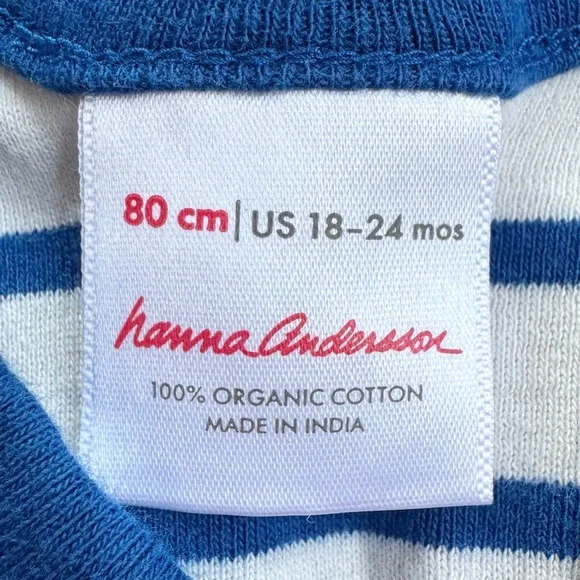 80 cm | US 18–24 mos
hanna Andersson
100% ORGANIC COTTON
MADE IN INDIA